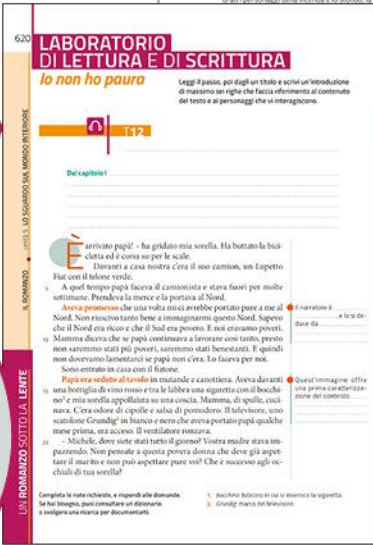 620
LABORATORIO
DI LETTURA E DI SCRITTURA
Io non ho paura
Leggi il passo, poi dagli un titolo e scrivi un'introduzione
di massimo sei righe che faccia riferimento al contenuto
del testo e ai personaggi che vi interagiscono.
T12
Dal capitolo I
È arrivato papà! – ha gridato mia sorella. Ha buttato la bici-
cletta ed è corsa su per le scale.
Davanti a casa nostra c'era il suo camion, un Lupetto
Fiat con il telone verde.
5 A quel tempo papà faceva il camionista e stava fuori per molte
settimane. Prendeva la merce e la portava al Nord.
Aveva promesso che una volta mi ci avrebbe portato pure a me al
Nord. Non riuscivo tanto bene a immaginarmi questo Nord. Sapevo
che il Nord era ricco e che il Sud era povero. E noi eravamo poveri.
10 Mamma diceva che se papà continuava a lavorare così tanto, presto
non saremmo stati più poveri, saremmo stati benestanti. E quindi
non dovevamo lamentarci se papà non c'era. Lo faceva per noi.
Sono entrato in casa con il fiatone.
Papà era seduto al tavolo in mutande e canottiera. Aveva davanti
15 una bottiglia di vino rosso e tra le labbra una sigaretta con il bocchi-
no¹ e mia sorella appollaiata su una coscia. Mamma, di spalle, cuci-
nava. C'era odore di cipolle e salsa di pomodoro. Il televisore, uno
scatolone Grundig² in bianco e nero che aveva portato papà qualche
mese prima, era acceso. Il ventilatore ronzava.
20 – Michele, dove siete stati tutto il giorno? Vostra madre stava im-
pazzendo. Non pensate a questa povera donna che deve già aspet-
tare il marito e non può aspettare pure voi? Che è successo agli oc-
chiali di tua sorella?
Il narratore è
e lo si de-
duce da
Quest'immagine offre
una prima caratterizza-
zione del contesto:
Completa le note richieste, e rispondi alle domande.
Se hai bisogno, puoi consultare un dizionario
o svolgere una ricerca per documentarti.
1. Bocchino: tubicino in cui si inserisce la sigaretta.
2. Grundig: marca del televisore.
IL ROMANZO
unità 5 LO SGUARDO SUL MONDO INTERIORE
UN ROMANZO SOTTO LA LENTE